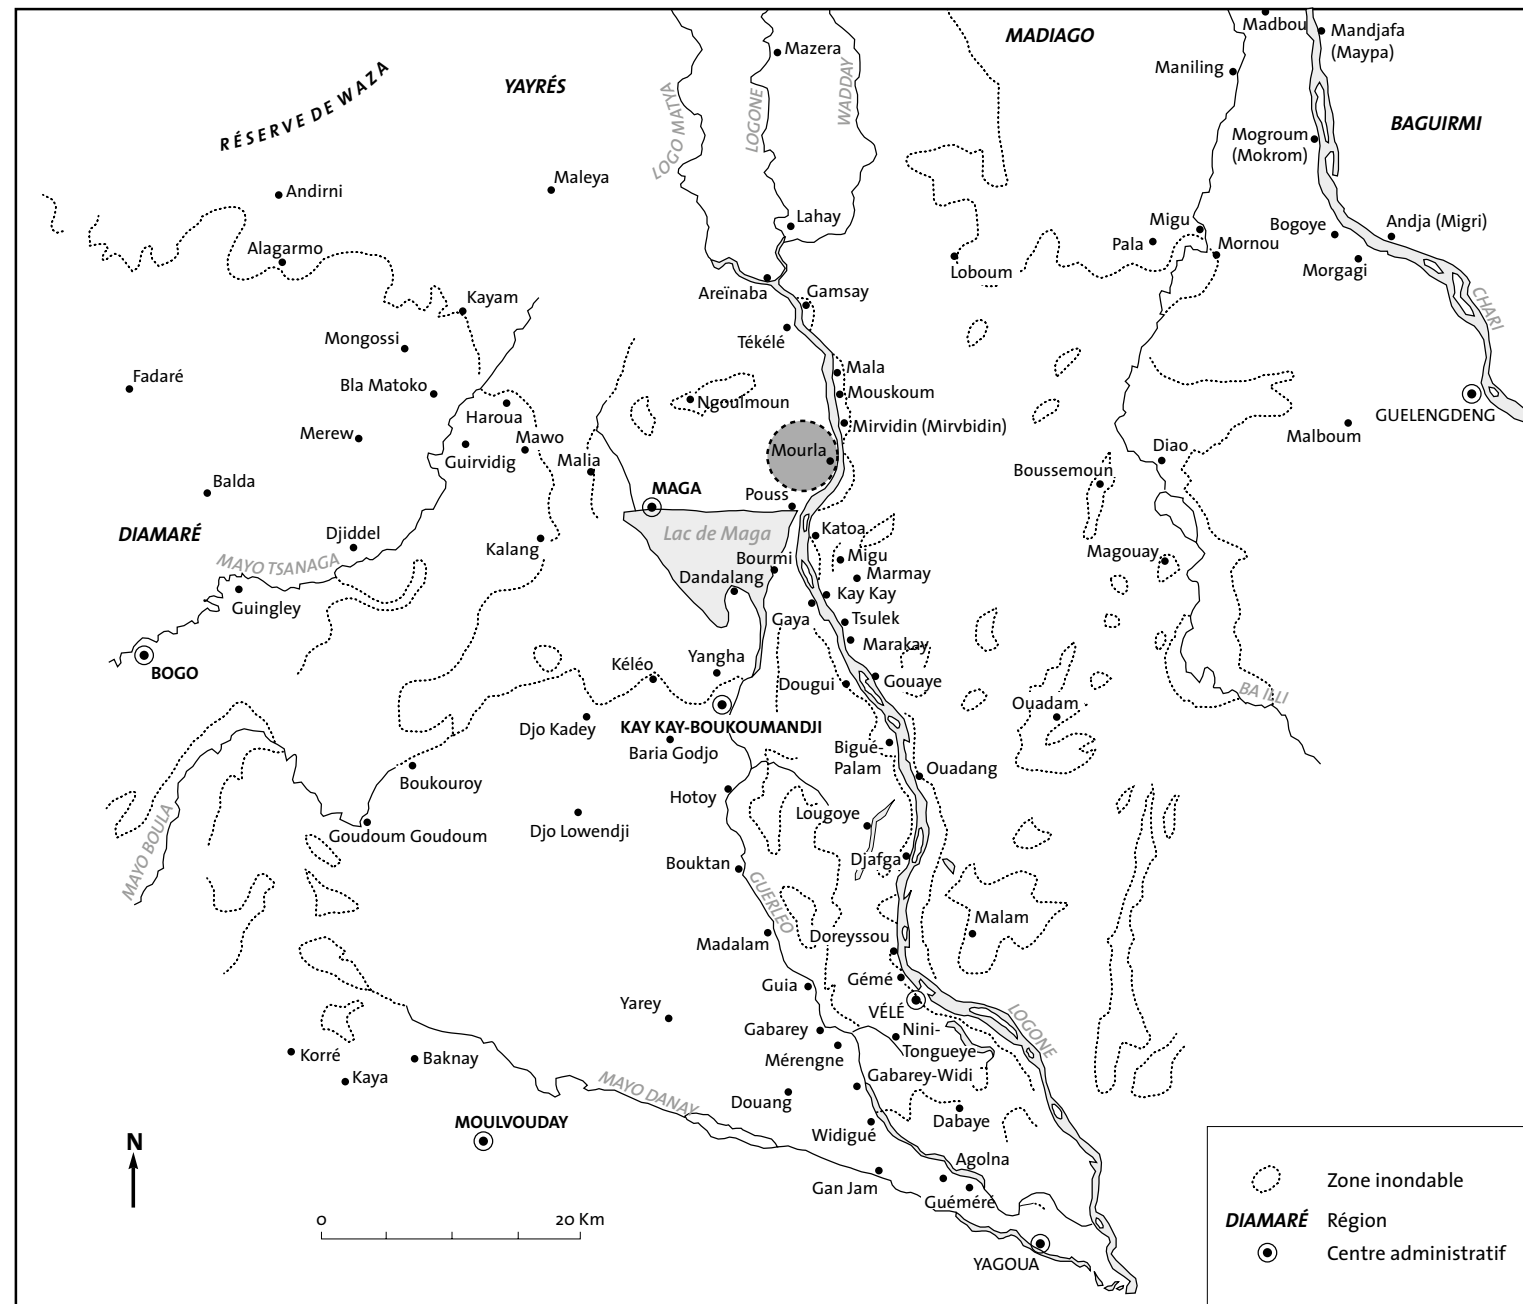 Madbou
Mandjafa
(Maypa)
MADIAGO
Mazera
Maniling
YAYRÉS
RÉSERVE DE WAZA
LOGO MATYA
LOGONE
WADDAY
BAGUIRMI
Mogroum
(Mokrom)
Maleya
Andirni
Lahay
Migu
Bogoye
Andja (Migri)
Pala
Mornou
Alagarmo
Loboum
Morgagi
Areïnaba
Gamsay
Kayam
CHARI
Mongossi
Tékélé
Fadaré
Bla Matoko
Mala
Mouskoum
Ngoulmoun
Haroua
GUELENGDENG
Mirvidin (Mirvbidin)
Merew
Mawo
Malboum
Guirvidig
Malia
Mourla
Diao
Boussemoun
Balda
MAGA
Pouss
DIAMARÉ
Djiddel
Lac de Maga
Katoa
Kalang
Bourmi
Migu
Magouay
MAYO TSANAGA
Dandalang
Marmay
Kay Kay
Guingley
Gaya
Tsulek
Marakay
BOGO
Kéléo
Yangha
Dougui
Gouaye
BA ILLI
Ouadam
Djo Kadey
KAY KAY-BOUKOUMANDJI
Baria Godjo
Bigué-
Palam
Ouadang
Boukouroy
Hotoy
Lougoye
Goudoum Goudoum
Djo Lowendji
MAYO BOULA
Bouktan
Djafga
GUERLEO
Malam
Madalam
Doreyssou
Guia
Gémé
Yarey
VÉLÉ
LOGONE
Gabarey
Nini-
Tongueye
Korré
Baknay
Mérengne
Kaya
Gabarey-Widi
MAYO DANAY
Douang
Dabaye
MOULVOUDAY
Widigué
N
Agolna
Gan Jam
Guéméré
YAGOUA
0 20 Km
Zone inondable
DIAMARÉ Région
Centre administratif